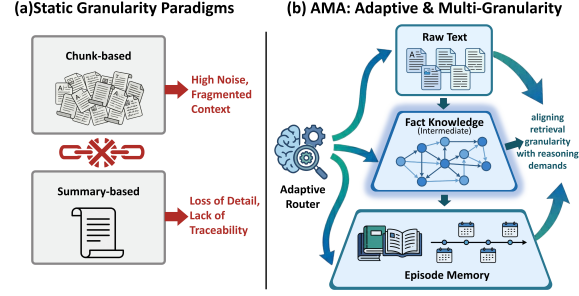 (a)Static Granularity Paradigms
Chunk-based
High Noise,
Fragmented
Context
Summary-based
Loss of Detail,
Lack of
Traceability
(b) AMA: Adaptive & Multi-Granularity
Raw Text
Fact Knowledge
(Intermediate)
Adaptive
Router
aligning
retrieval
granularity
with reasoning
demands
Episode Memory